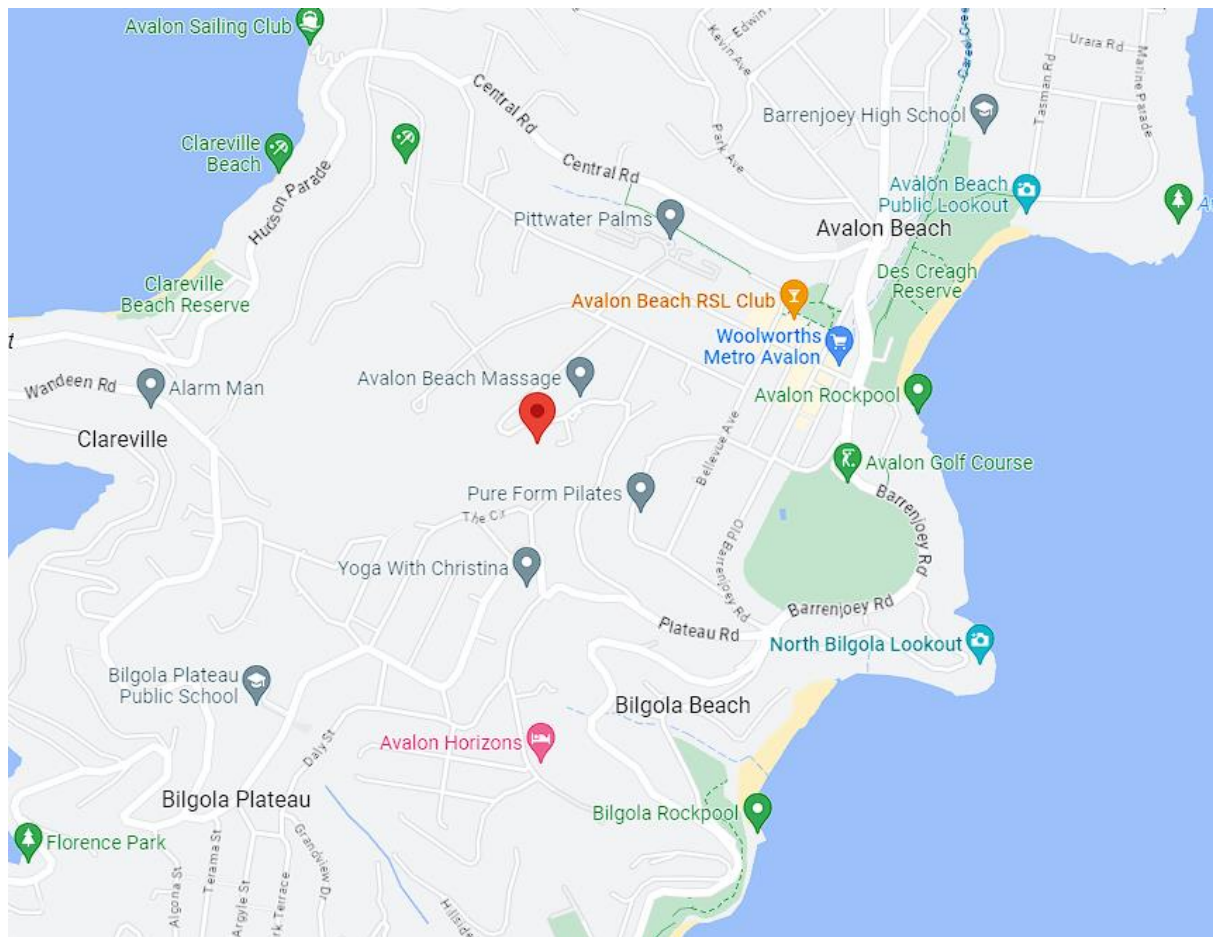 Avalon Sailing Club
Edwin
Kevin Ave
Careel Cree
Urara Rd
Tasman Rd
Marine Parade
Central Rd
Barrenjoey High School
Park Ave
Clareville
Beach
Hudson Parade
Central Rd
Avalon Beach
Public Lookout
Pittwater Palms
Avalon Beach
Clareville
Beach Reserve
Des Creagh
Reserve
Avalon Beach RSL Club
Woolworths
Metro Avalon
Wandeen Rd
Alarm Man
Avalon Beach Massage
Avalon Rockpool
Clareville
Bellevue Ave
Avalon Golf Course
Pure Form Pilates
Barrenjoey Rd
The Cir
Old Barrenjoey Rd
Yoga With Christina
Barrenjoey Rd
Plateau Rd
North Bilgola Lookout
Bilgola Plateau
Public School
Bilgola Beach
Daly St
Avalon Horizons
Bilgola Plateau
Bilgola Rockpool
Florence Park
Algona St
Terama St
Argyle St
rk Terrace
Grandview Dr
Hillside